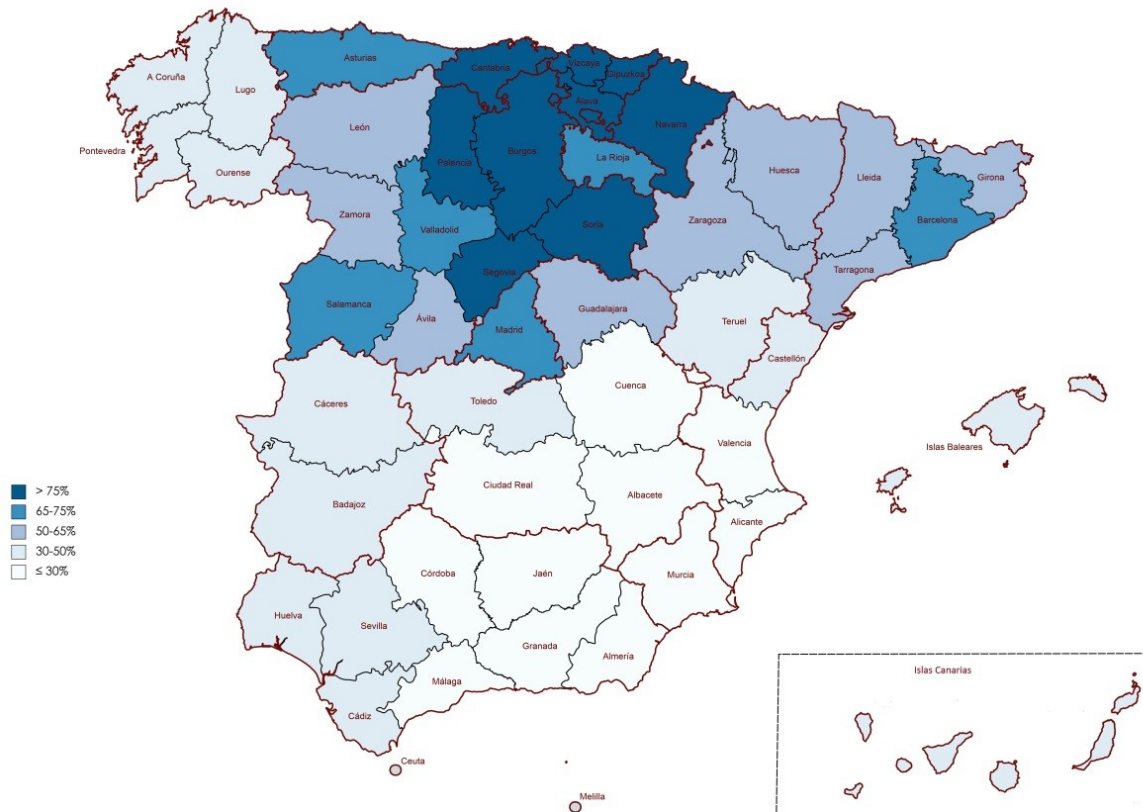 Asturias
Cantabria
Vizcaya
Gipuzkoa
A Coruña
Lugo
Álava
Navarra
León
Palencia
Burgos
La Rioja
Pontevedra
Ourense
Huesca
Lleida
Girona
Zamora
Valladolid
Soria
Zaragoza
Barcelona
Segovia
Tarragona
Salamanca
Ávila
Madrid
Guadalajara
Teruel
Castellón
Cuenca
Cáceres
Toledo
Valencia
Islas Baleares
Ciudad Real
Albacete
Badajoz
Alicante
> 75%
65-75%
50-65%
30-50%
≤ 30%
Córdoba
Jaén
Murcia
Huelva
Sevilla
Granada
Almería
Málaga
Cádiz
Islas Canarias
Ceuta
Melilla